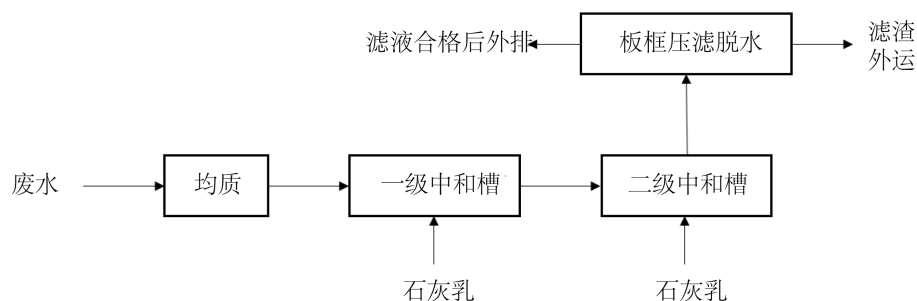 滤液合格后外排
板框压滤脱水
滤渣
外运
废水
均质
一级中和槽
二级中和槽
石灰乳
石灰乳